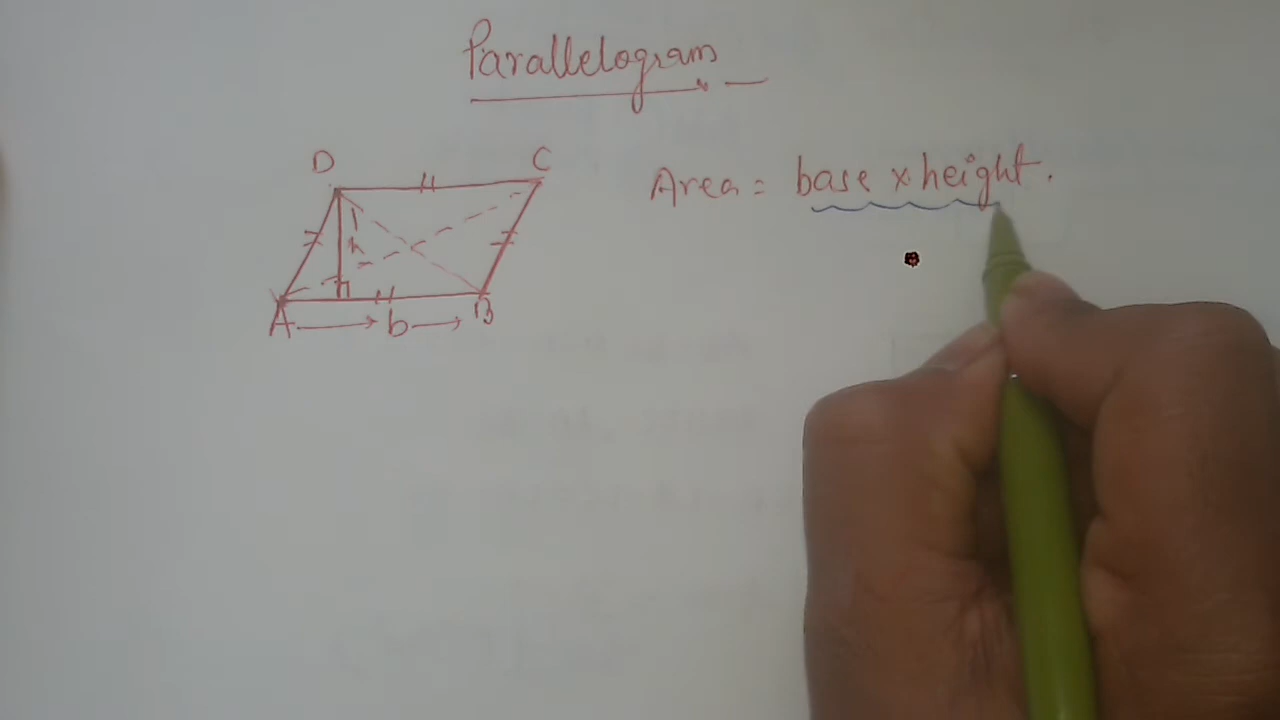 Parallelogram
D C
Area = base × height.
h
A b B